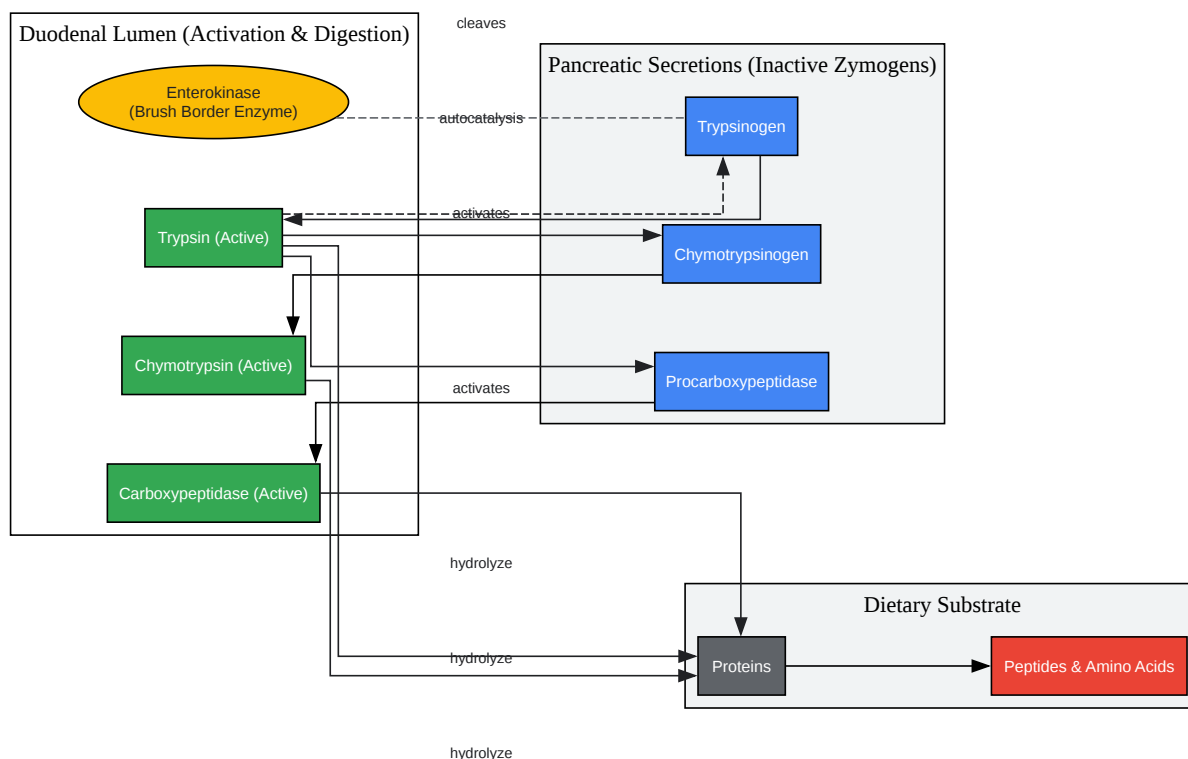 cleaves
Duodenal Lumen (Activation & Digestion)
Pancreatic Secretions (Inactive Zymogens)
Enterokinase
(Brush Border Enzyme)
autocatalysis
Trypsinogen
activates
Trypsin (Active)
Chymotrypsinogen
Chymotrypsin (Active)
Procarboxypeptidase
activates
Carboxypeptidase (Active)
hydrolyze
Dietary Substrate
hydrolyze
Proteins
Peptides & Amino Acids
hydrolyze